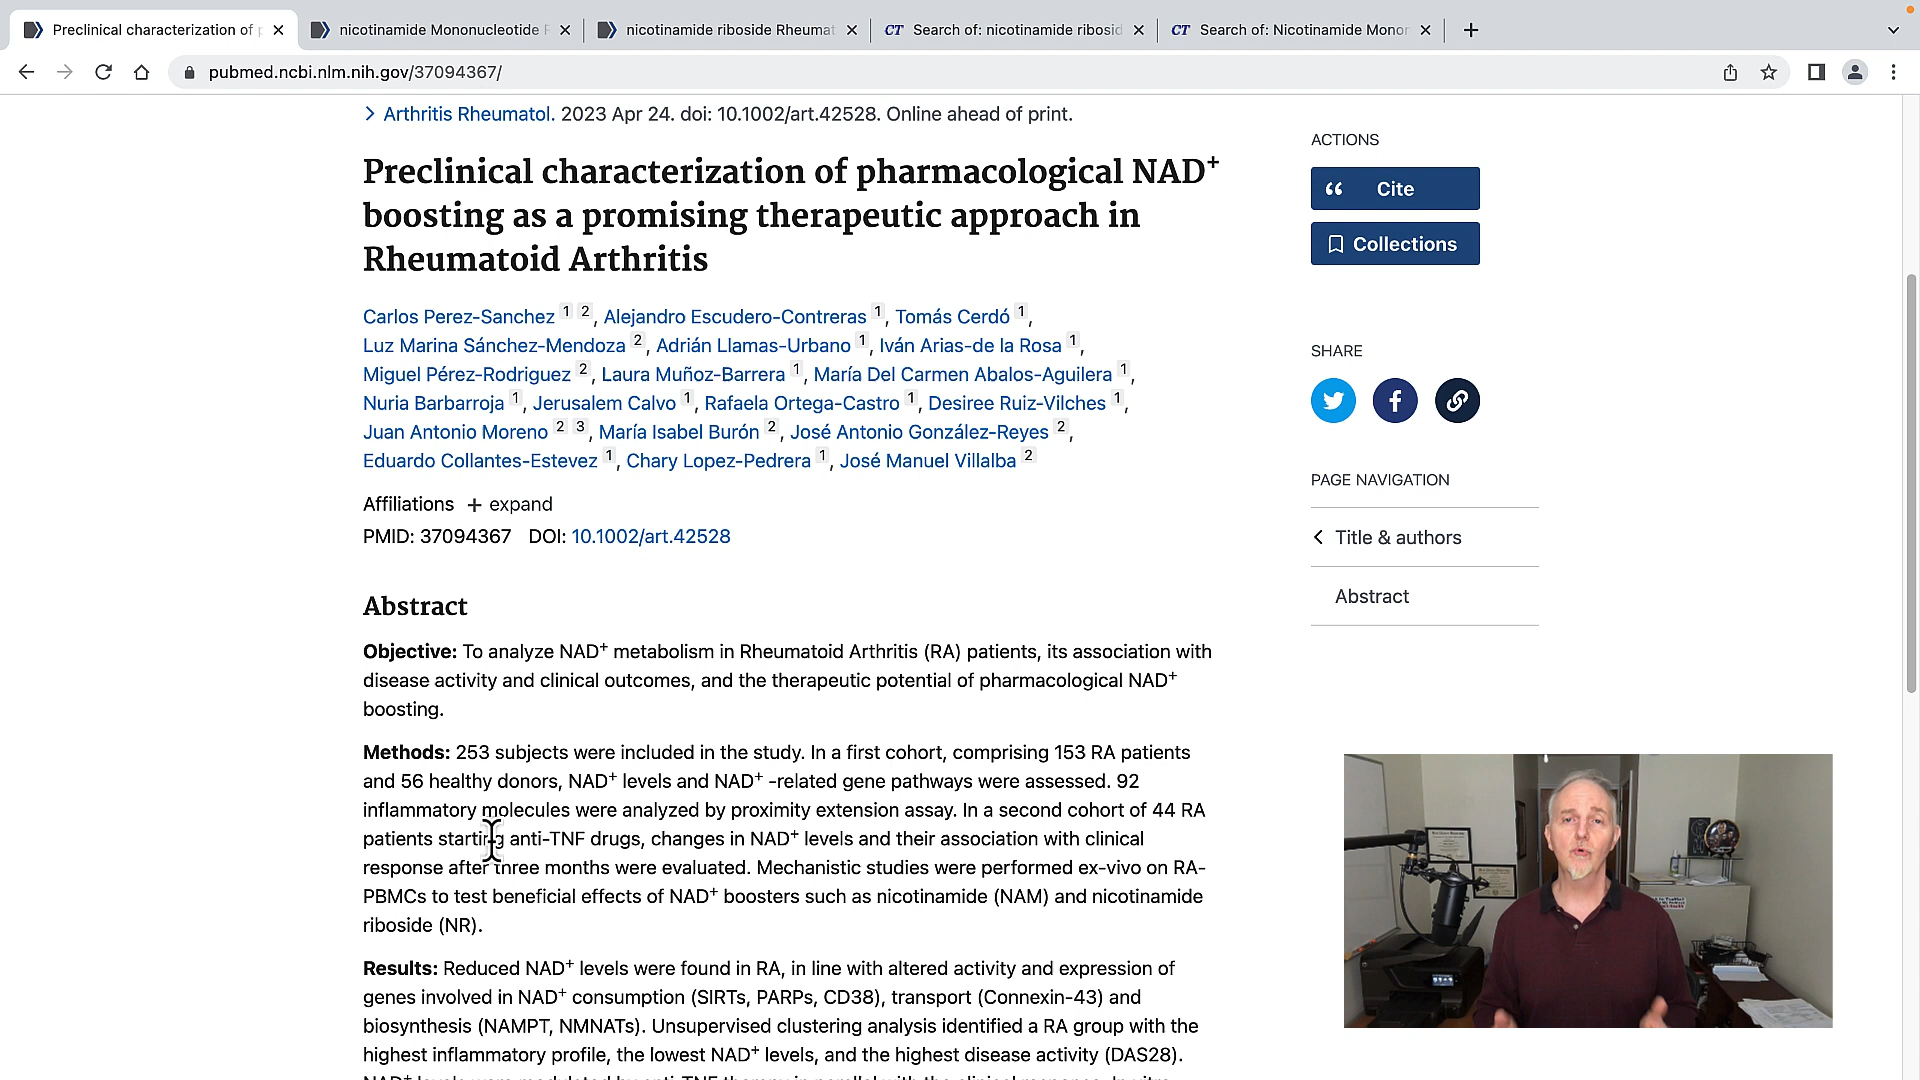 Preclinical characterization of p
nicotinamide Mononucleotide R
nicotinamide riboside Rheumat
CT Search of: nicotinamide ribosid
CT Search of: Nicotinamide Monor
pubmed.ncbi.nlm.nih.gov/37094367/
Arthritis Rheumatol. 2023 Apr 24. doi: 10.1002/art.42528. Online ahead of print.
Preclinical characterization of pharmacological NAD+
boosting as a promising therapeutic approach in
Rheumatoid Arthritis
Carlos Perez-Sanchez 1 2, Alejandro Escudero-Contreras 1, Tomás Cerdó 1,
Luz Marina Sánchez-Mendoza 2, Adrián Llamas-Urbano 1, Iván Arias-de la Rosa 1,
Miguel Pérez-Rodriguez 2, Laura Muñoz-Barrera 1, María Del Carmen Abalos-Aguilera 1,
Nuria Barbarroja 1, Jerusalem Calvo 1, Rafaela Ortega-Castro 1, Desiree Ruiz-Vilches 1,
Juan Antonio Moreno 2 3, María Isabel Burón 2, José Antonio González-Reyes 2,
Eduardo Collantes-Estevez 1, Chary Lopez-Pedrera 1, José Manuel Villalba 2
Affiliations + expand
PMID: 37094367 DOI: 10.1002/art.42528
Abstract
Objective: To analyze NAD+ metabolism in Rheumatoid Arthritis (RA) patients, its association with
disease activity and clinical outcomes, and the therapeutic potential of pharmacological NAD+
boosting.
Methods: 253 subjects were included in the study. In a first cohort, comprising 153 RA patients
and 56 healthy donors, NAD+ levels and NAD+ -related gene pathways were assessed. 92
inflammatory molecules were analyzed by proximity extension assay. In a second cohort of 44 RA
patients starting anti-TNF drugs, changes in NAD+ levels and their association with clinical
response after three months were evaluated. Mechanistic studies were performed ex-vivo on RA-
PBMCs to test beneficial effects of NAD+ boosters such as nicotinamide (NAM) and nicotinamide
riboside (NR).
Results: Reduced NAD+ levels were found in RA, in line with altered activity and expression of
genes involved in NAD+ consumption (SIRTs, PARPs, CD38), transport (Connexin-43) and
biosynthesis (NAMPT, NMNATs). Unsupervised clustering analysis identified a RA group with the
highest inflammatory profile, the lowest NAD+ levels, and the highest disease activity (DAS28).
ACTIONS
Cite
Collections
SHARE
PAGE NAVIGATION
Title & authors
Abstract